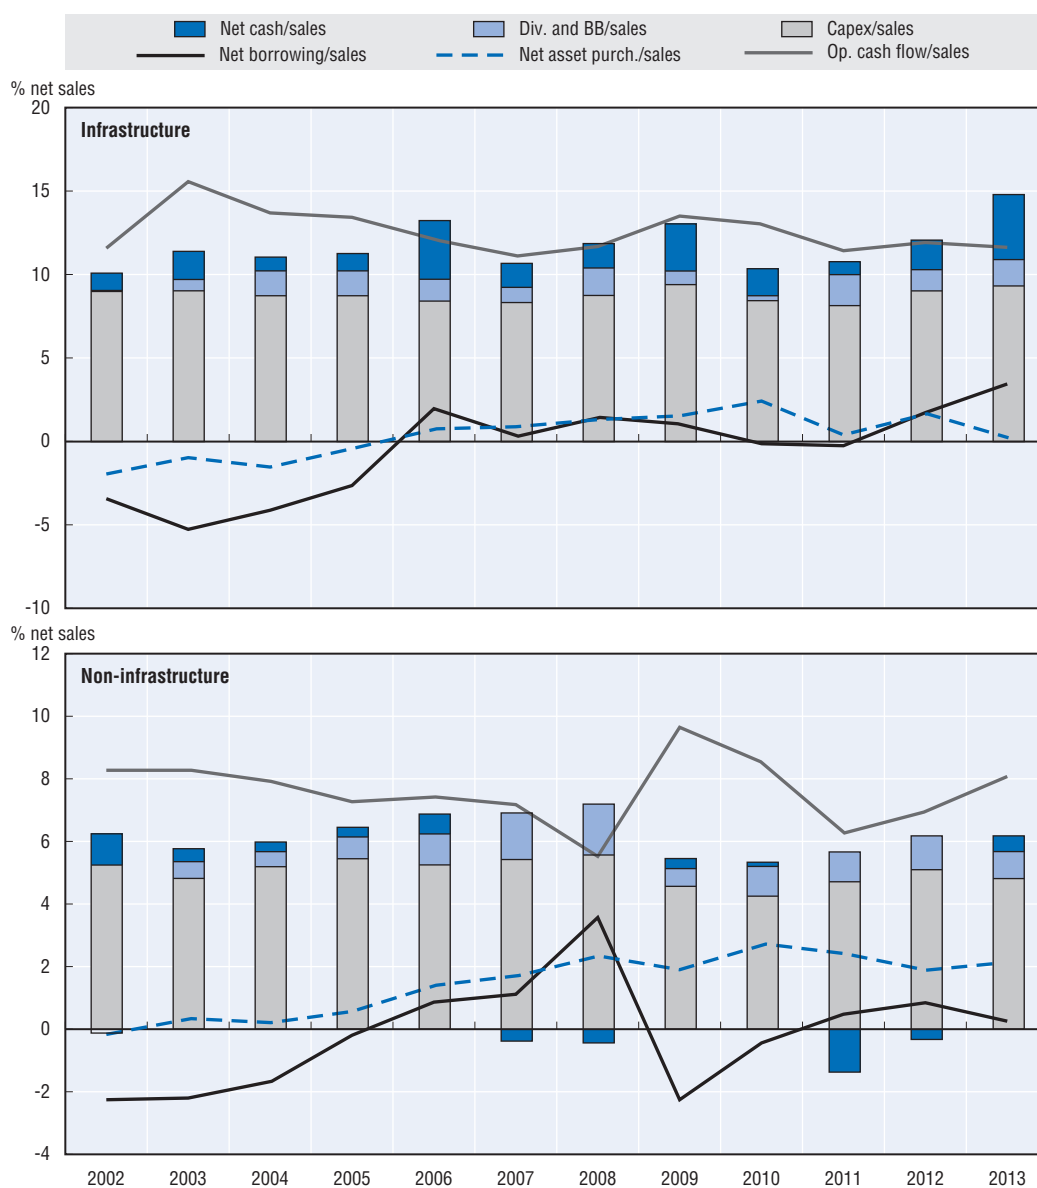 Net cash/sales Div. and BB/sales Capex/sales
Net borrowing/sales Net asset purch./sales Op. cash flow/sales
% net sales
20
Infrastructure
15
10
5
0
-5
-10
% net sales
12
Non-infrastructure
10
8
6
4
2
0
-2
-4
2002 2003 2004 2005 2006 2007 2008 2009 2010 2011 2012 2013